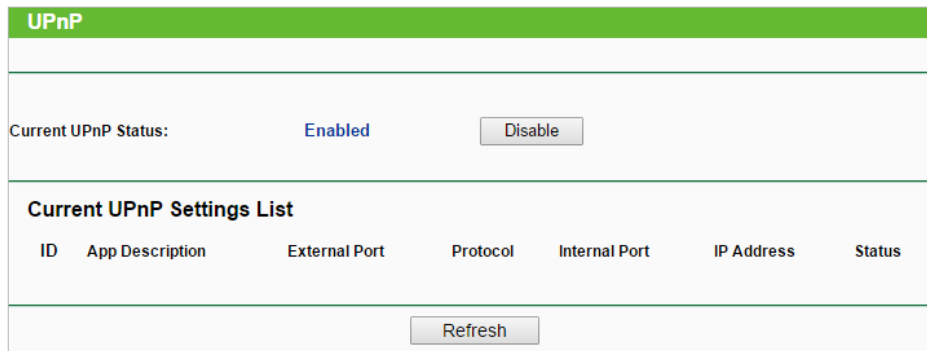 UPnP
Current UPnP Status: Enabled Disable
Current UPnP Settings List
ID App Description External Port Protocol Internal Port IP Address Status
Refresh